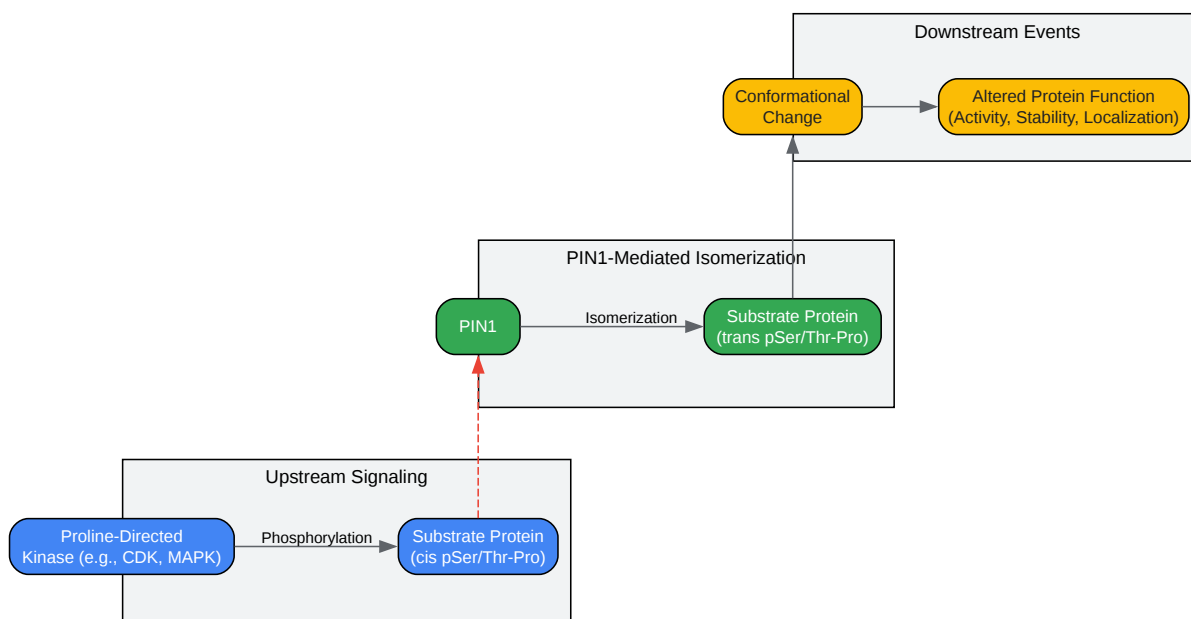 Downstream Events
Conformational
Change
Altered Protein Function
(Activity, Stability, Localization)
PIN1-Mediated Isomerization
PIN1
Isomerization
Substrate Protein
(trans pSer/Thr-Pro)
Upstream Signaling
Proline-Directed
Kinase (e.g., CDK, MAPK)
Phosphorylation
Substrate Protein
(cis pSer/Thr-Pro)